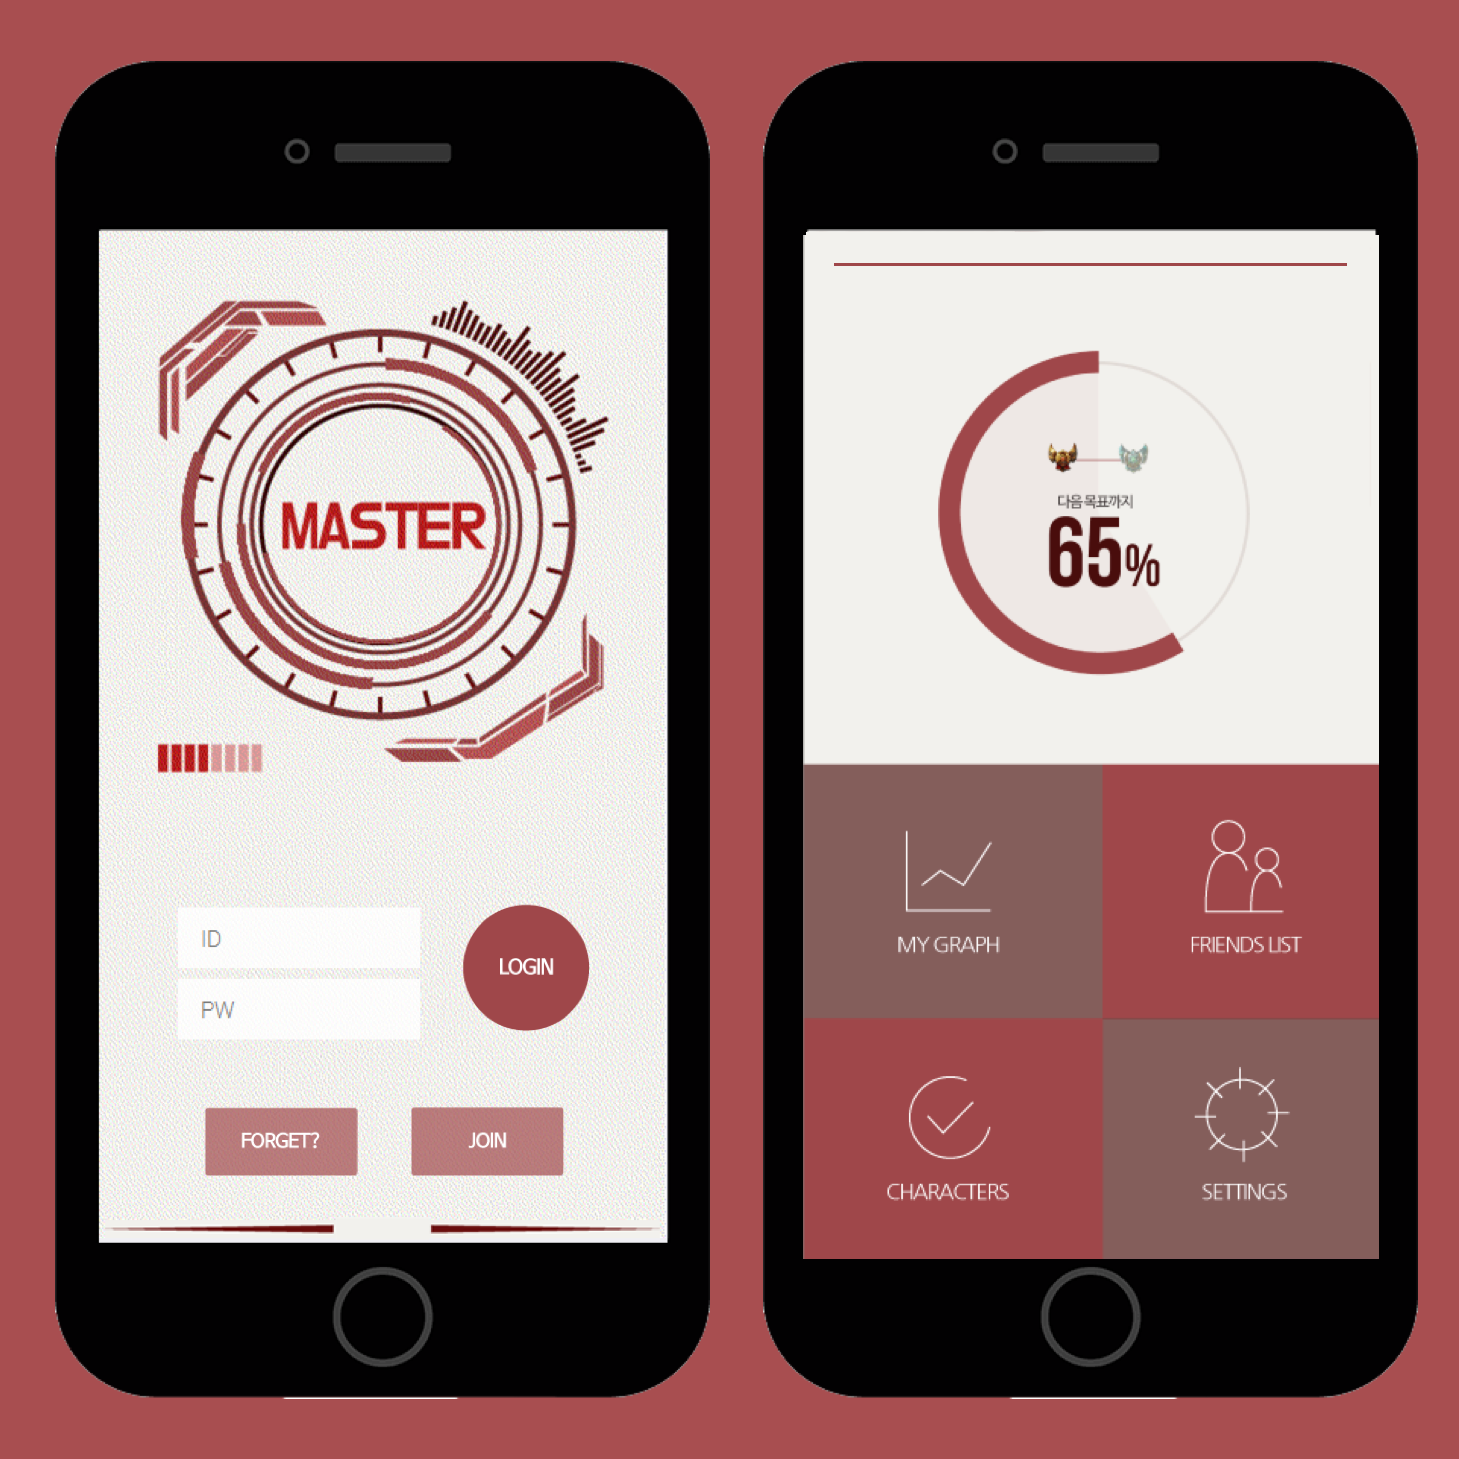 MASTER
ID
PW
LOGIN
FORGET?
JOIN
다음 목표까지
65%
MY GRAPH
FRIENDS LIST
CHARACTERS
SETTINGS